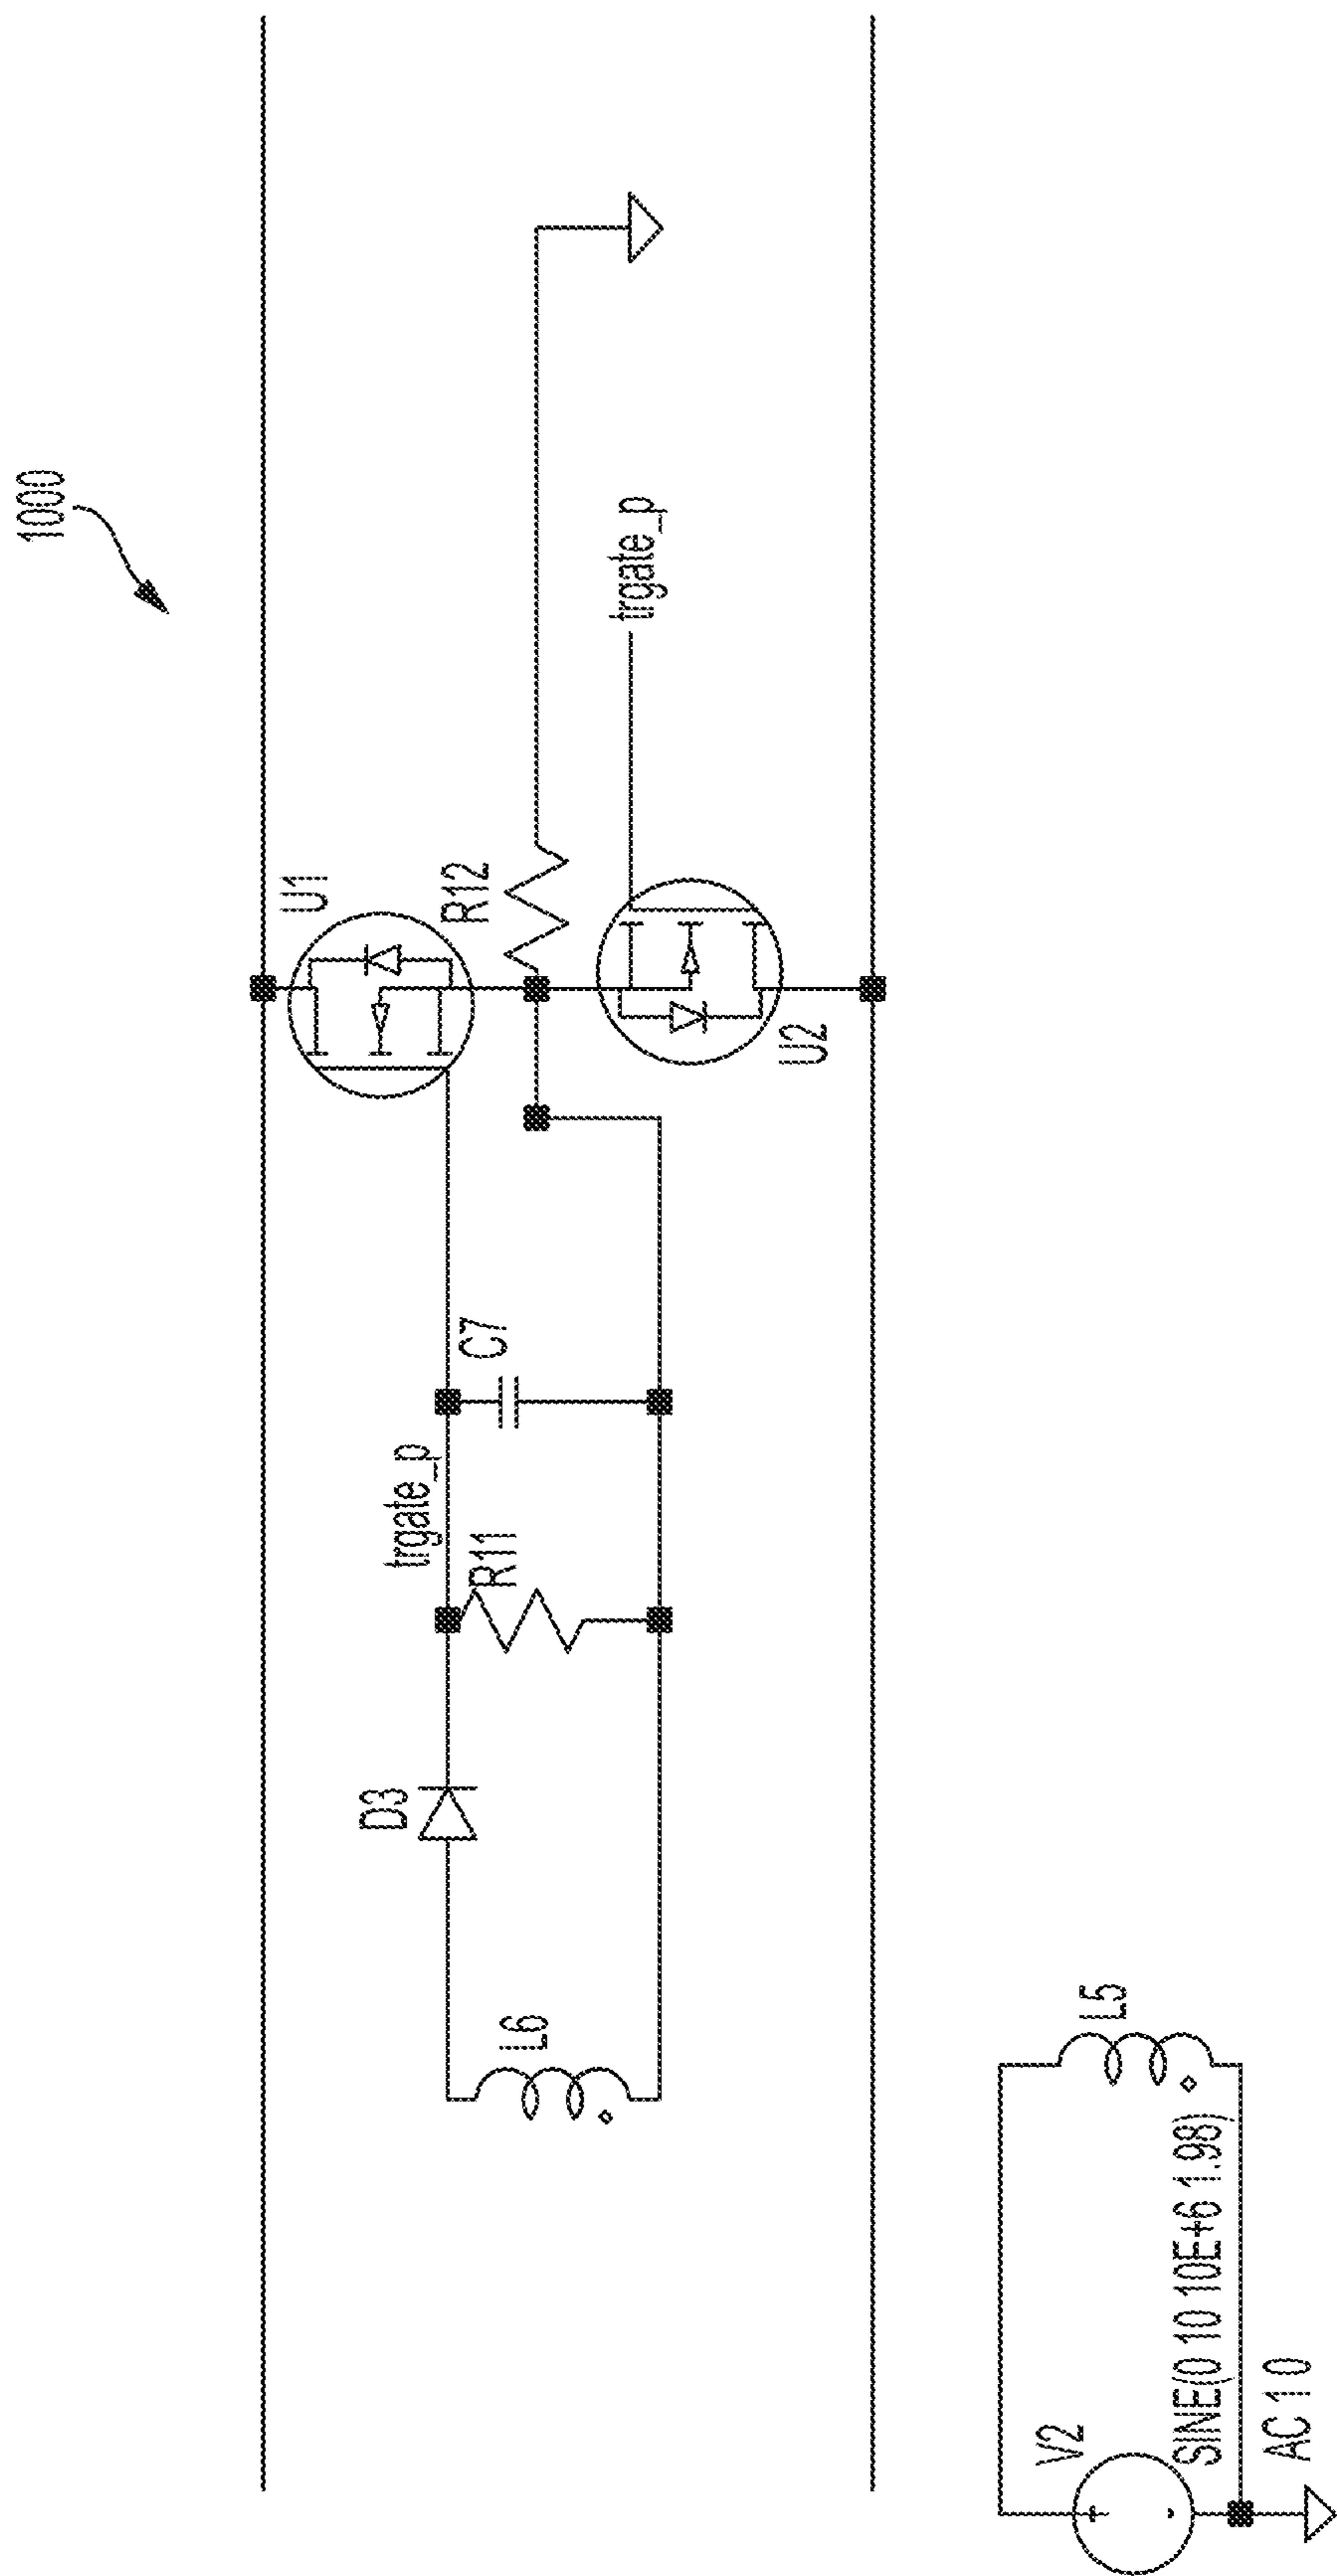 1000
U1
R12
trgate_p
U2
C7
trgate_p
R11
D3
L6
L5
V2
SINE(0 10 10E+6 1.98)
AC 1 0